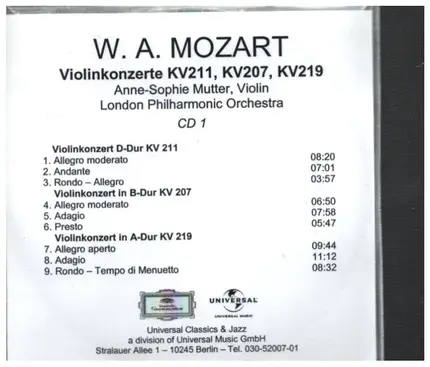 W. A. MOZART
Violinkonzerte KV211, KV207, KV219
Anne-Sophie Mutter, Violin
London Philharmonic Orchestra
CD 1
Violinkonzert D-Dur KV 211
1. Allegro moderato 08:20
2. Andante 07:01
3. Rondo – Allegro 03:57
Violinkonzert in B-Dur KV 207
4. Allegro moderato 06:50
5. Adagio 07:58
6. Presto 05:47
Violinkonzert in A-Dur KV 219
7. Allegro aperto 09:44
8. Adagio 11:12
9. Rondo – Tempo di Menuetto 08:32
UNIVERSAL
UNIVERSAL MUSIC
Universal Classics & Jazz
a division of Universal Music GmbH
Stralauer Allee 1 – 10245 Berlin – Tel. 030-52007-01